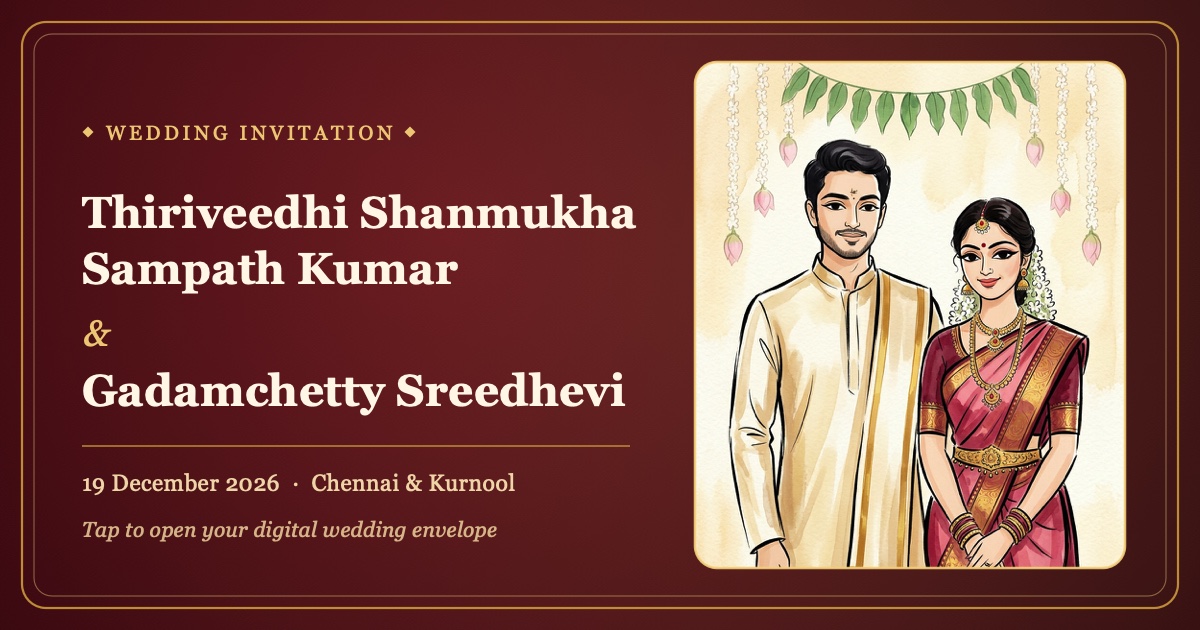 ◆ WEDDING INVITATION ◆
Thiriveedhi Shanmukha
Sampath Kumar
&
Gadamchetty Sreedhevi
19 December 2026 · Chennai & Kurnool
Tap to open your digital wedding envelope